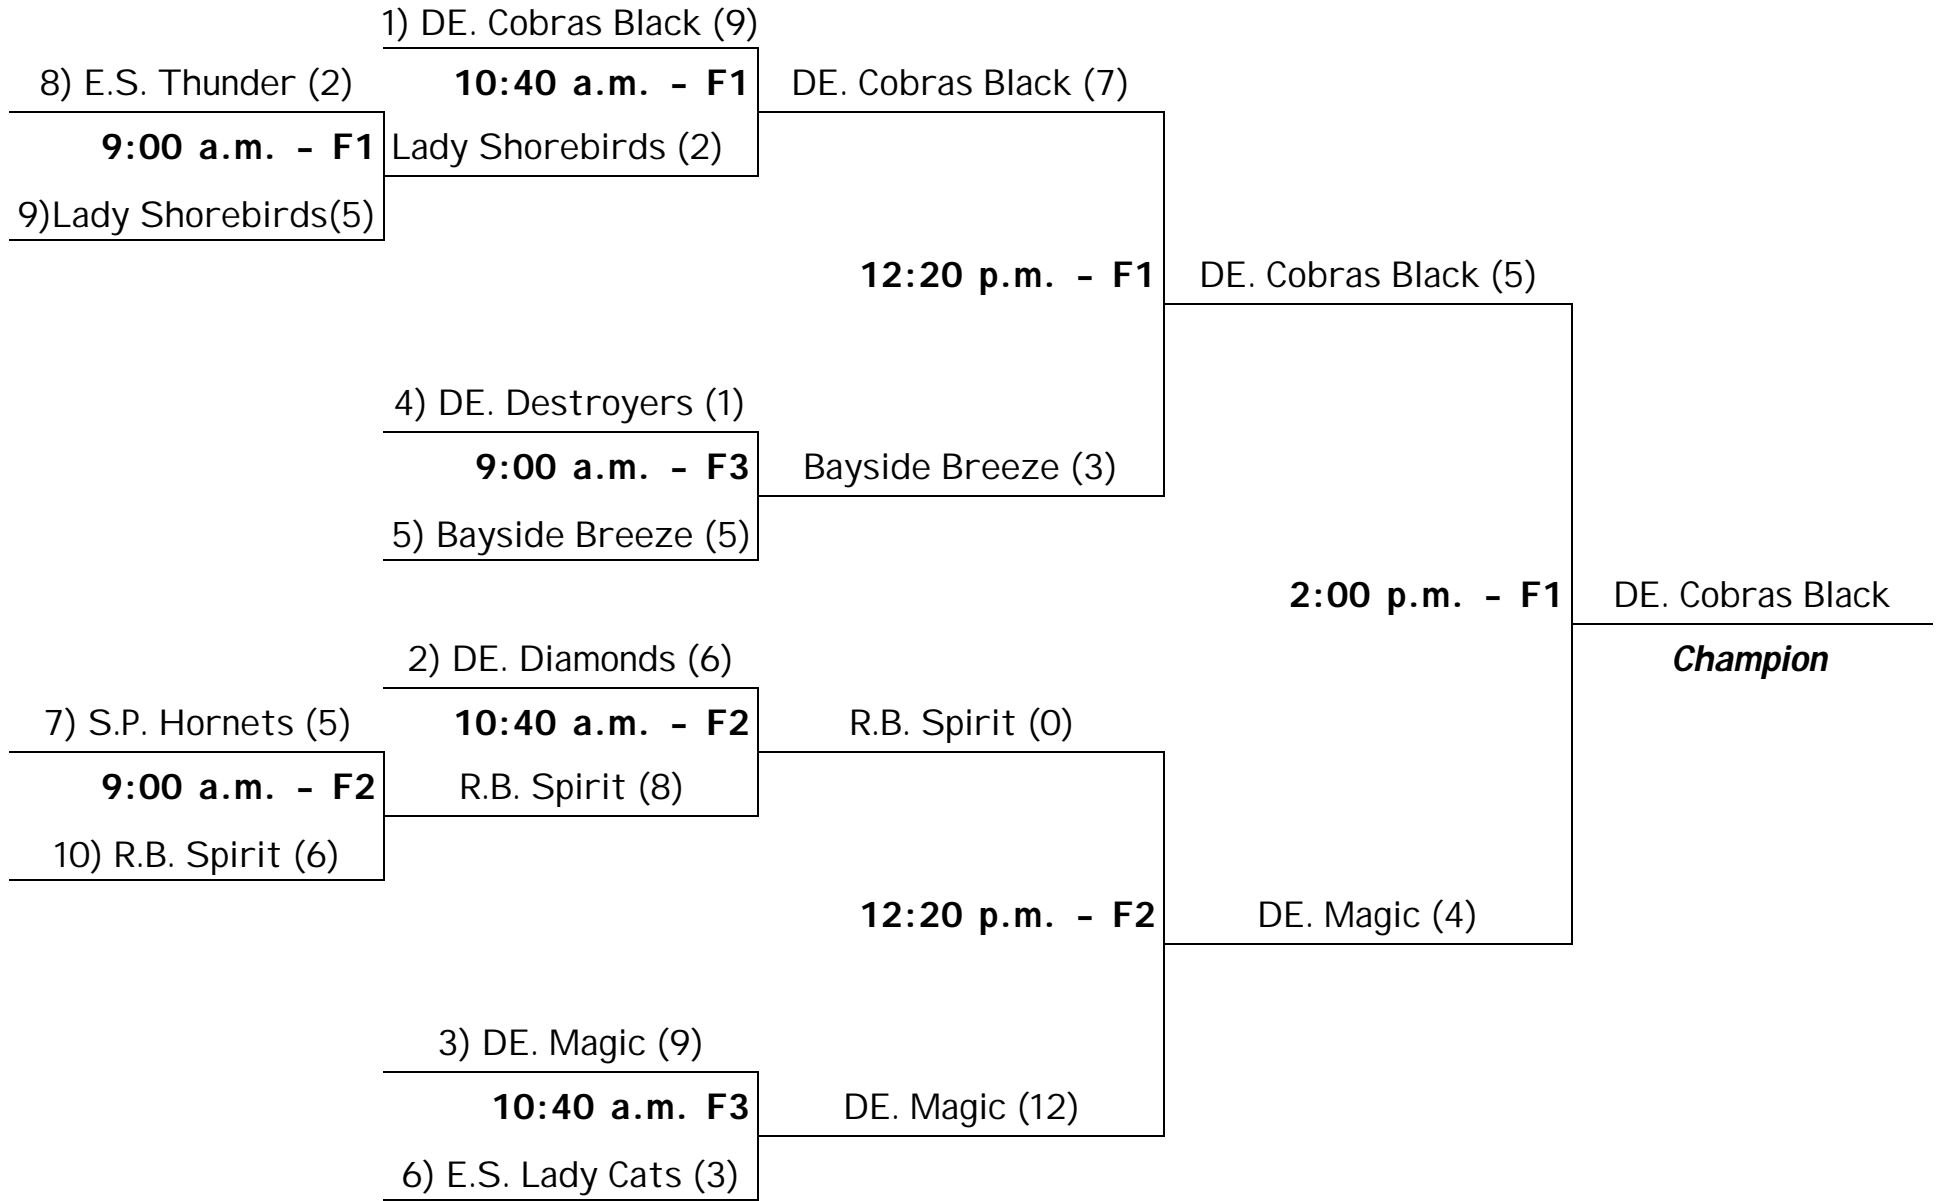 1) DE. Cobras Black (9)
8) E.S. Thunder (2)
10:40 a.m. - F1
DE. Cobras Black (7)
9:00 a.m. - F1
Lady Shorebirds (2)
9)Lady Shorebirds(5)
12:20 p.m. - F1
DE. Cobras Black (5)
4) DE. Destroyers (1)
9:00 a.m. - F3
Bayside Breeze (3)
5) Bayside Breeze (5)
2:00 p.m. - F1
DE. Cobras Black
2) DE. Diamonds (6)
Champion
7) S.P. Hornets (5)
10:40 a.m. - F2
R.B. Spirit (0)
9:00 a.m. - F2
R.B. Spirit (8)
10) R.B. Spirit (6)
12:20 p.m. - F2
DE. Magic (4)
3) DE. Magic (9)
10:40 a.m. F3
DE. Magic (12)
6) E.S. Lady Cats (3)